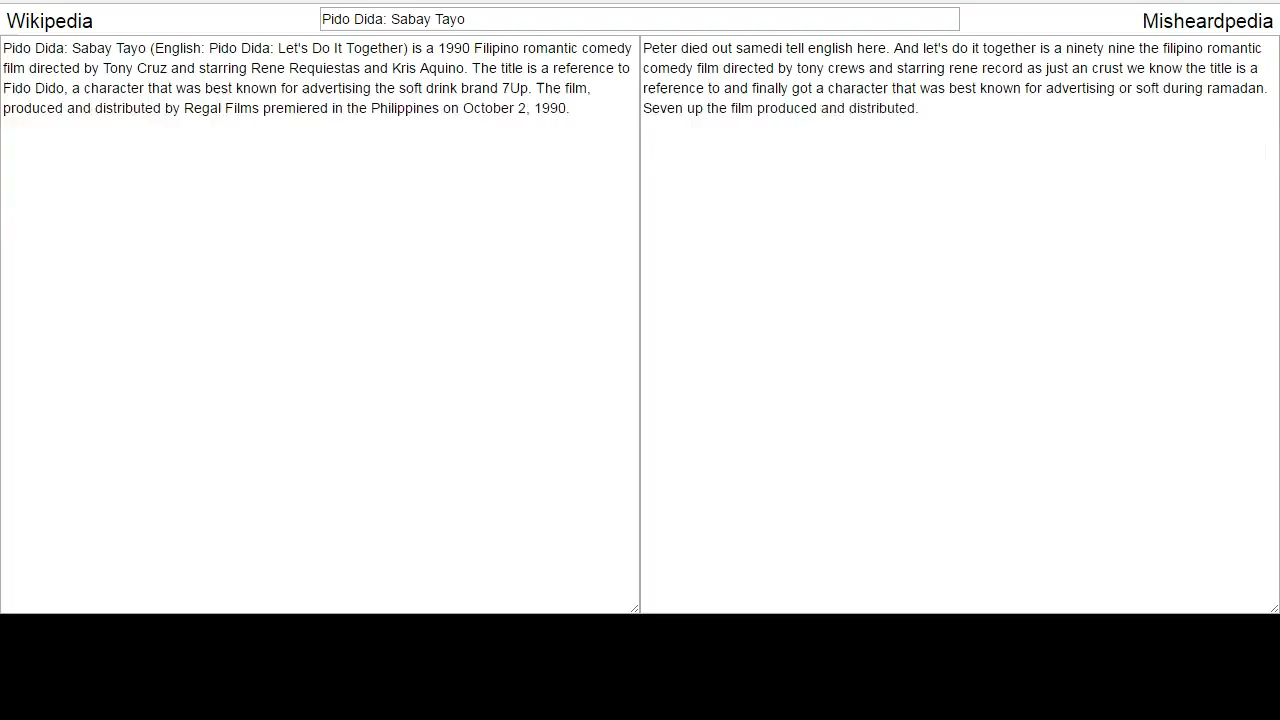 Wikipedia
Pido Dida: Sabay Tayo
Misheardpedia
Pido Dida: Sabay Tayo (English: Pido Dida: Let's Do It Together) is a 1990 Filipino romantic comedy
film directed by Tony Cruz and starring Rene Requiestas and Kris Aquino. The title is a reference to
Fido Dido, a character that was best known for advertising the soft drink brand 7Up. The film,
produced and distributed by Regal Films premiered in the Philippines on October 2, 1990.
Peter died out samedi tell english here. And let's do it together is a ninety nine the filipino romantic
comedy film directed by tony crews and starring rene record as just an crust we know the title is a
reference to and finally got a character that was best known for advertising or soft during ramadan.
Seven up the film produced and distributed.